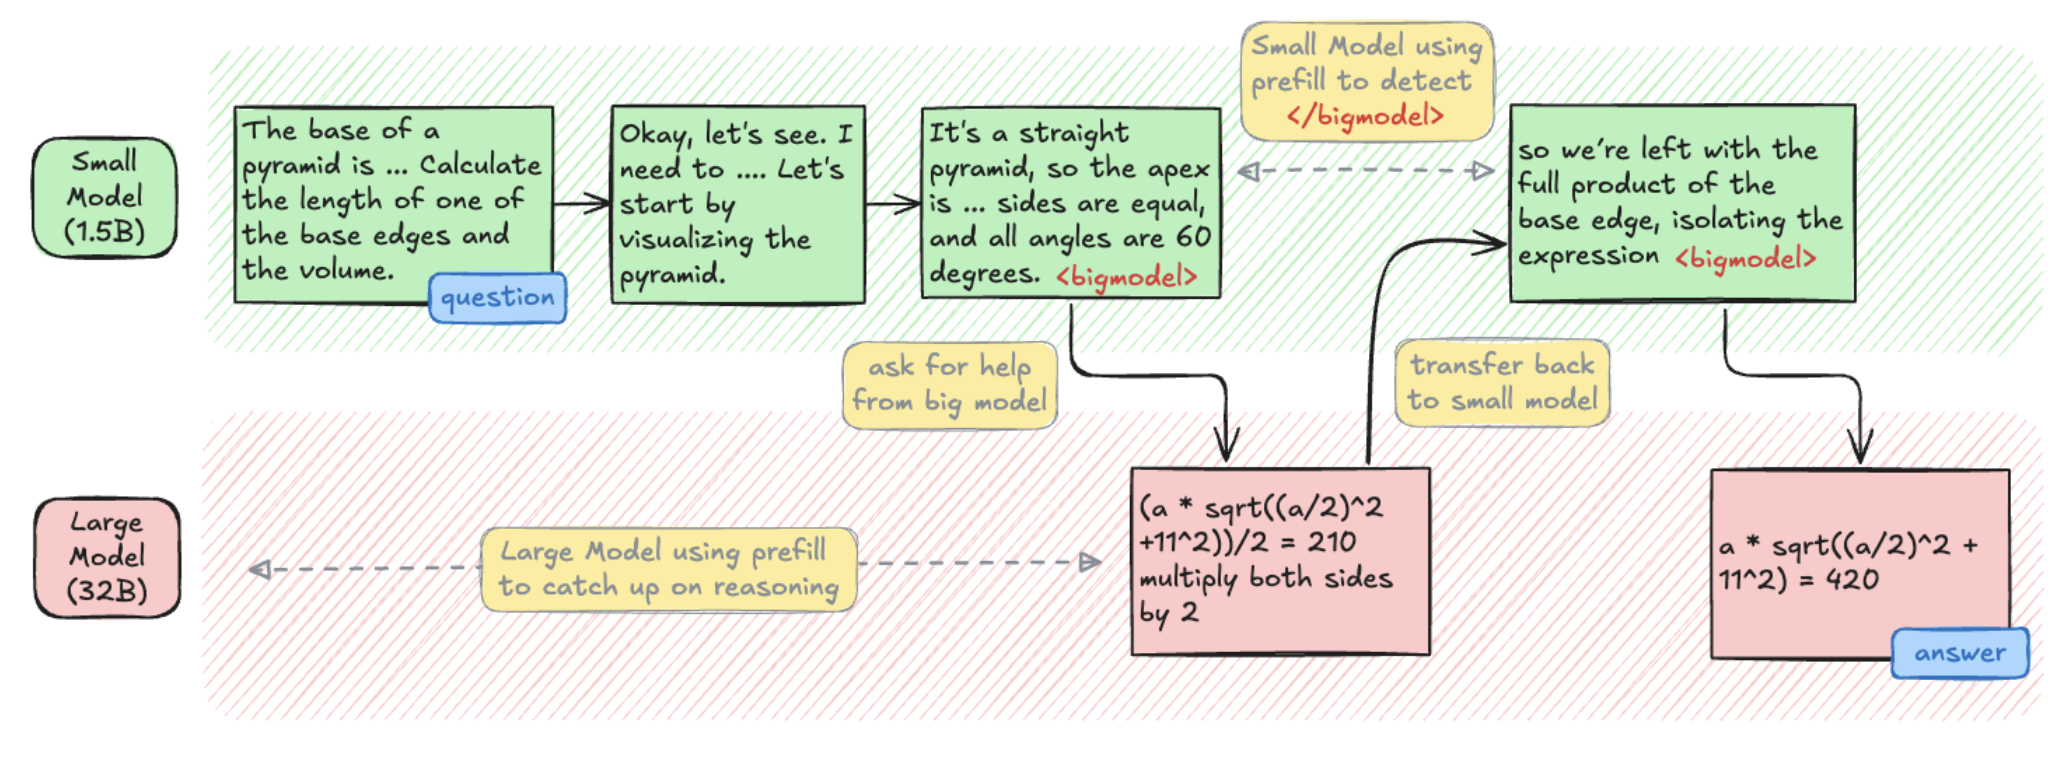 Small
Model
(1.5B)
The base of a
pyramid is ... Calculate
the length of one of
the base edges and
the volume.
question
Okay, let's see. I
need to .... Let's
start by
visualizing the
pyramid.
It's a straight
pyramid, so the apex
is ... sides are equal,
and all angles are 60
degrees. <bigmodel>
Small Model using
prefill to detect
</bigmodel>
so we're left with the
full product of the
base edge, isolating the
expression <bigmodel>
ask for help
from big model
transfer back
to small model
Large
Model
(32B)
Large Model using prefill
to catch up on reasoning
(a * sqrt((a/2)^2
+11^2))/2 = 210
multiply both sides
by 2
a * sqrt((a/2)^2 +
11^2) = 420
answer